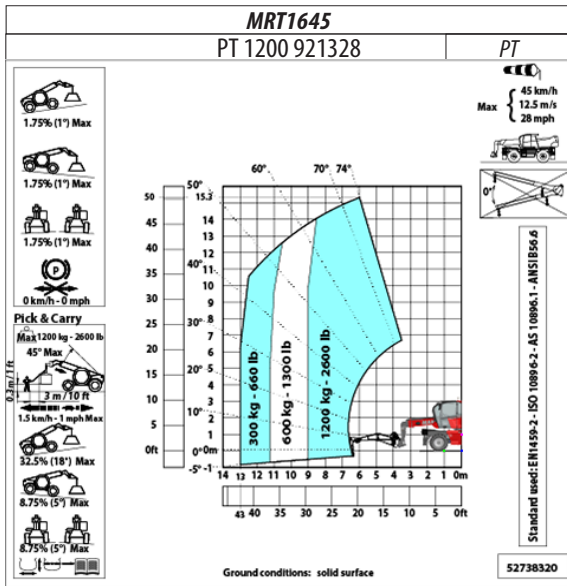 MRT1645
PT 1200 921328
PT
1.75% (1°) Max
1.75% (1°) Max
1.75% (1°) Max
P
0 km/h - 0 mph
Pick & Carry
Max 1200 kg - 2600 lb
45° Max
0.3 m / 1 ft
3 m / 10 ft
1.5 km/h - 1 mph Max
32.5% (18°) Max
8.75% (5°) Max
8.75% (5°) Max
Max
45 km/h
12.5 m/s
28 mph
0°
Standard used: EN1459-2 - ISO 10896-2 - AS 10896.1 - ANSI B56.6
60°
70°
74°
50°
40°
30°
20°
10°
0°
-5°
50
45
40
35
30
25
20
15
10
5
0ft
15.3
14
13
12
11
10
9
8
7
6
5
4
3
2
1
0m
-1
300 kg - 660 lb
600 kg - 1300 lb
1200 kg - 2600 lb
14 13 12 11 10 9 8 7 6 5 4 3 2 1 0m
43 40 35 30 25 20 15 10 5 0ft
Ground conditions: solid surface
52738320